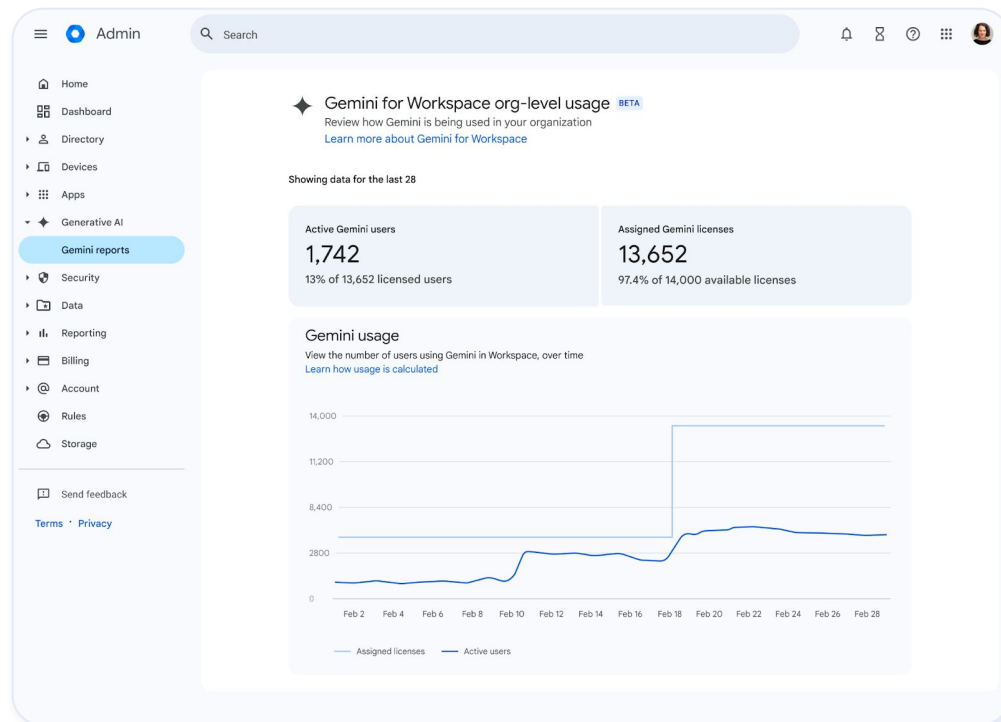 Admin
Search
Home
Dashboard
Directory
Devices
Apps
Generative AI
Gemini reports
Security
Data
Reporting
Billing
Account
Rules
Storage
Send feedback
Terms · Privacy
Gemini for Workspace org-level usage BETA
Review how Gemini is being used in your organization
Learn more about Gemini for Workspace
Showing data for the last 28
Active Gemini users
1,742
13% of 13,652 licensed users
Assigned Gemini licenses
13,652
97.4% of 14,000 available licenses
Gemini usage
View the number of users using Gemini in Workspace, over time
Learn how usage is calculated
14,000
11,200
8,400
2800
0
Feb 2 Feb 4 Feb 6 Feb 8 Feb 10 Feb 12 Feb 14 Feb 16 Feb 18 Feb 20 Feb 22 Feb 24 Feb 26 Feb 28
Assigned licenses Active users